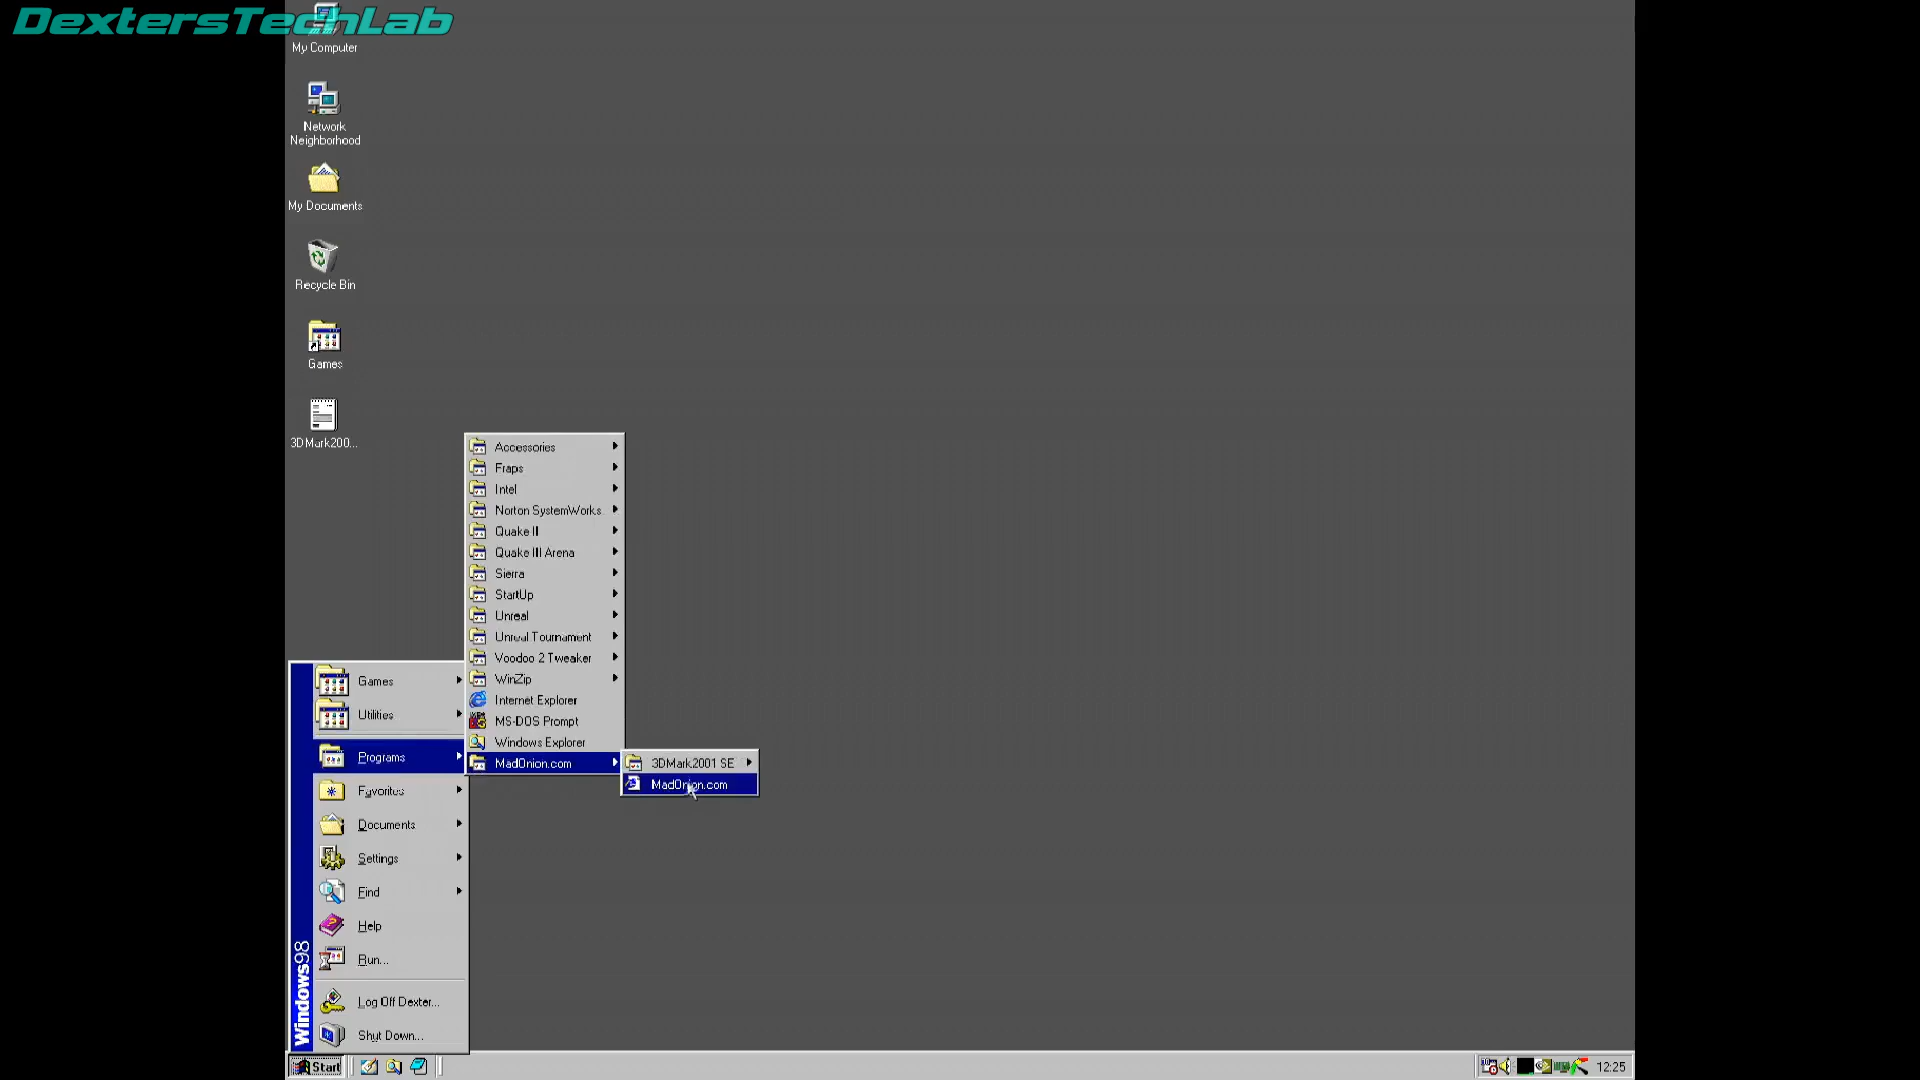 DextersTechLab
My Computer
Network
Neighborhood
My Documents
Recycle Bin
Games
3DMark200...
Accessories
Fraps
Intel
Norton SystemWorks
Quake II
Quake III Arena
Sierra
StartUp
Unreal
Unreal Tournament
Voodoo 2 Tweaker
WinZip
Internet Explorer
MS-DOS Prompt
Windows Explorer
MadOnion.com
3DMark2001 SE
MadOnion.com
Games
Utilities
Programs
Favorites
Documents
Settings
Find
Help
Run...
Log Off Dexter...
Shut Down...
Windows98
Start
12:25